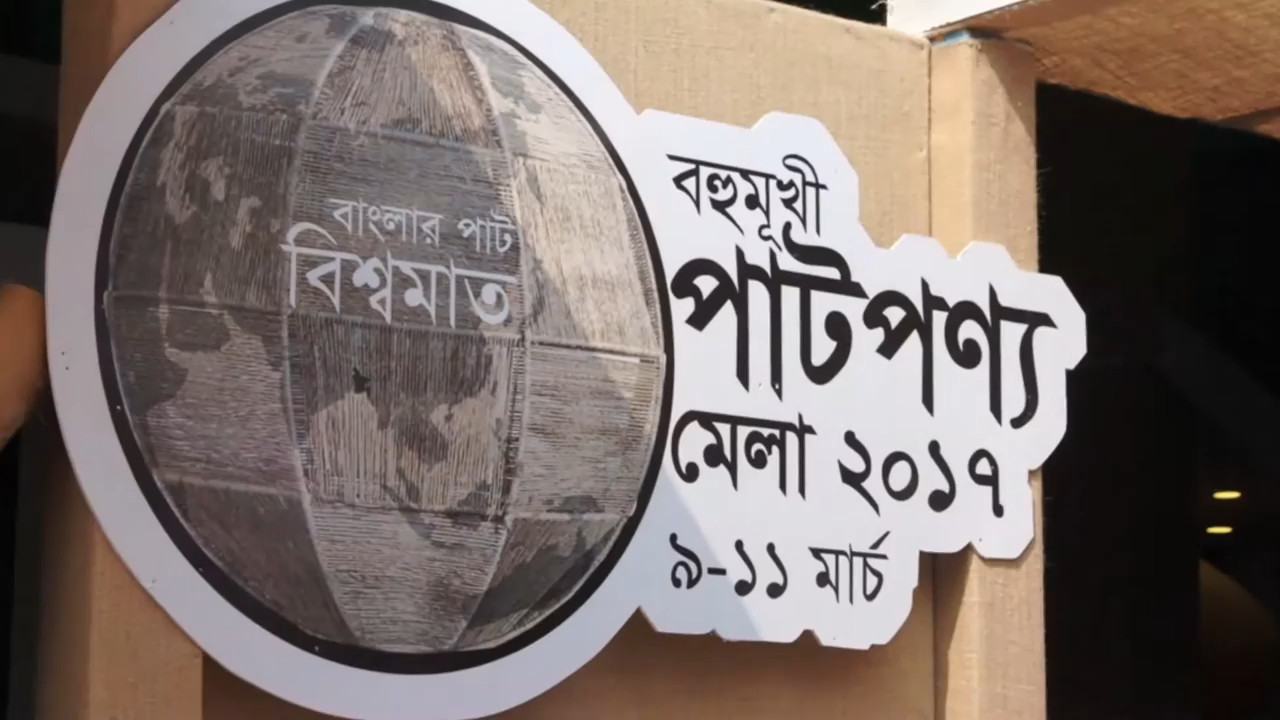 বাংলার পাট
বিশ্বমাত
বহুমূখী
পাটপণ্য
মেলা ২০১৭
৯-১১ মার্চ